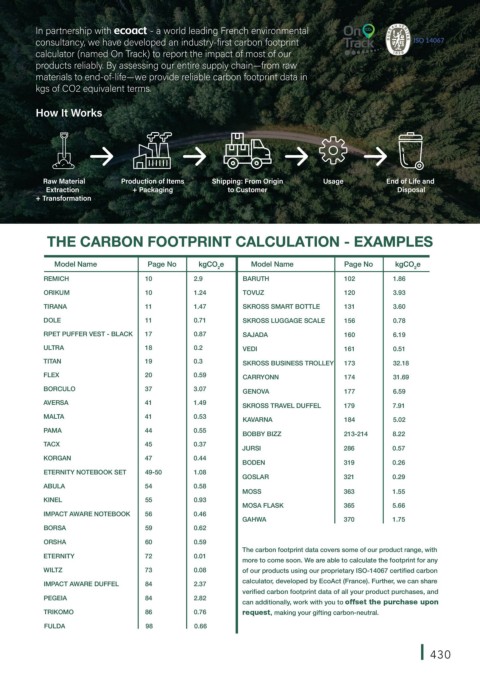 In partnership with ecoact - a world leading French environmental
consultancy, we have developed an industry-first carbon footprint
calculator (named On Track) to report the impact of most of our
products reliably. By assessing our entire supply chain—from raw
materials to end-of-life—we provide reliable carbon footprint data in
kgs of CO2 equivalent terms.
On
Track
ISO 14067
How It Works
Raw Material
Extraction
+ Transformation
Production of Items
+ Packaging
Shipping: From Origin
to Customer
Usage
End of Life and
Disposal
THE CARBON FOOTPRINT CALCULATION - EXAMPLES
Model Name Page No kgCO2e
REMICH 10 2.9
ORIKUM 10 1.24
TIRANA 11 1.47
DOLE 11 0.71
RPET PUFFER VEST - BLACK 17 0.87
ULTRA 18 0.2
TITAN 19 0.3
FLEX 20 0.59
BORCULO 37 3.07
AVERSA 41 1.49
MALTA 41 0.53
PAMA 44 0.55
TACX 45 0.37
KORGAN 47 0.44
ETERNITY NOTEBOOK SET 49-50 1.08
ABULA 54 0.58
KINEL 55 0.93
IMPACT AWARE NOTEBOOK 56 0.46
BORSA 59 0.62
ORSHA 60 0.59
ETERNITY 72 0.01
WILTZ 73 0.08
IMPACT AWARE DUFFEL 84 2.37
PEGEIA 84 2.82
TRIKOMO 86 0.76
FULDA 98 0.66
Model Name Page No kgCO2e
BARUTH 102 1.86
TOVUZ 120 3.93
SKROSS SMART BOTTLE 131 3.60
SKROSS LUGGAGE SCALE 156 0.78
SAJADA 160 6.19
VEDI 161 0.51
SKROSS BUSINESS TROLLEY 173 32.18
CARRYONN 174 31.69
GENOVA 177 6.59
SKROSS TRAVEL DUFFEL 179 7.91
KAVARNA 184 5.02
BOBBY BIZZ 213-214 8.22
JURSI 286 0.57
BODEN 319 0.26
GOSLAR 321 0.29
MOSS 363 1.55
MOSA FLASK 365 5.66
GAHWA 370 1.75
The carbon footprint data covers some of our product range, with
more to come soon. We are able to calculate the footprint for any
of our products using our proprietary ISO-14067 certified carbon
calculator, developed by EcoAct (France). Further, we can share
verified carbon footprint data of all your product purchases, and
can additionally, work with you to offset the purchase upon
request, making your gifting carbon-neutral.
430